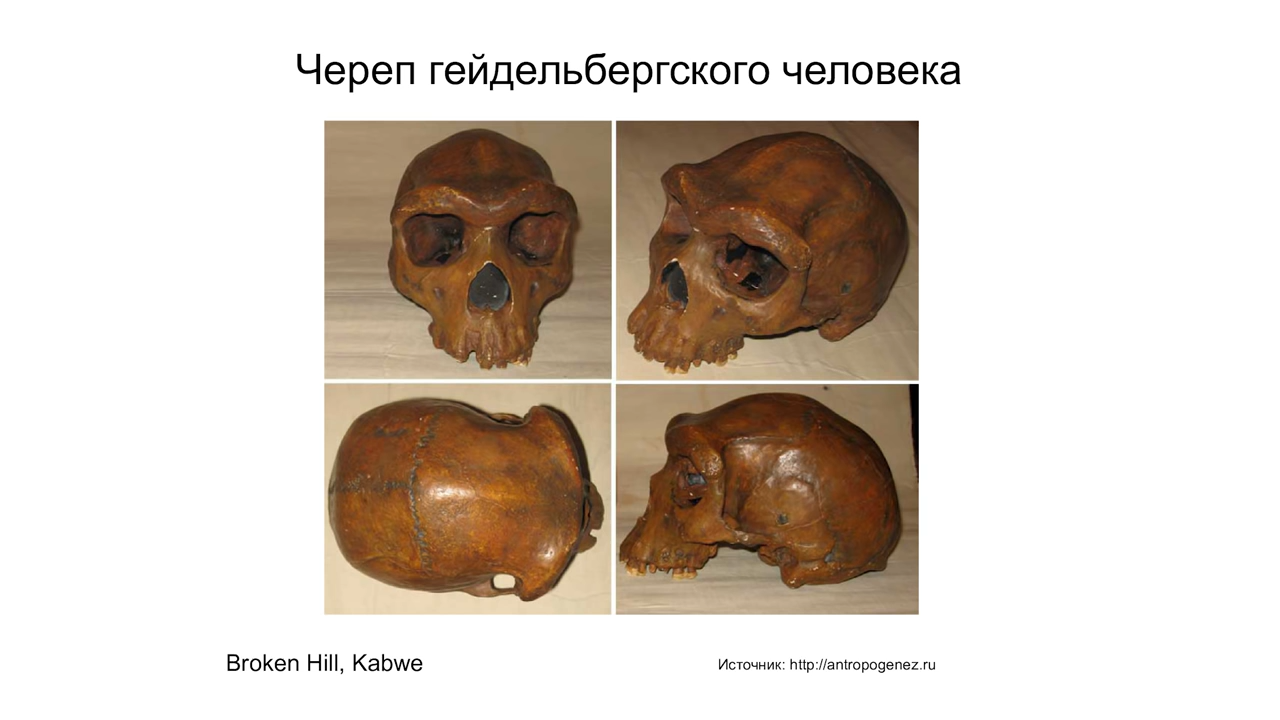 Череп гейдельбергского человека
Broken Hill, Kabwe
Источник: http://antropogenez.ru